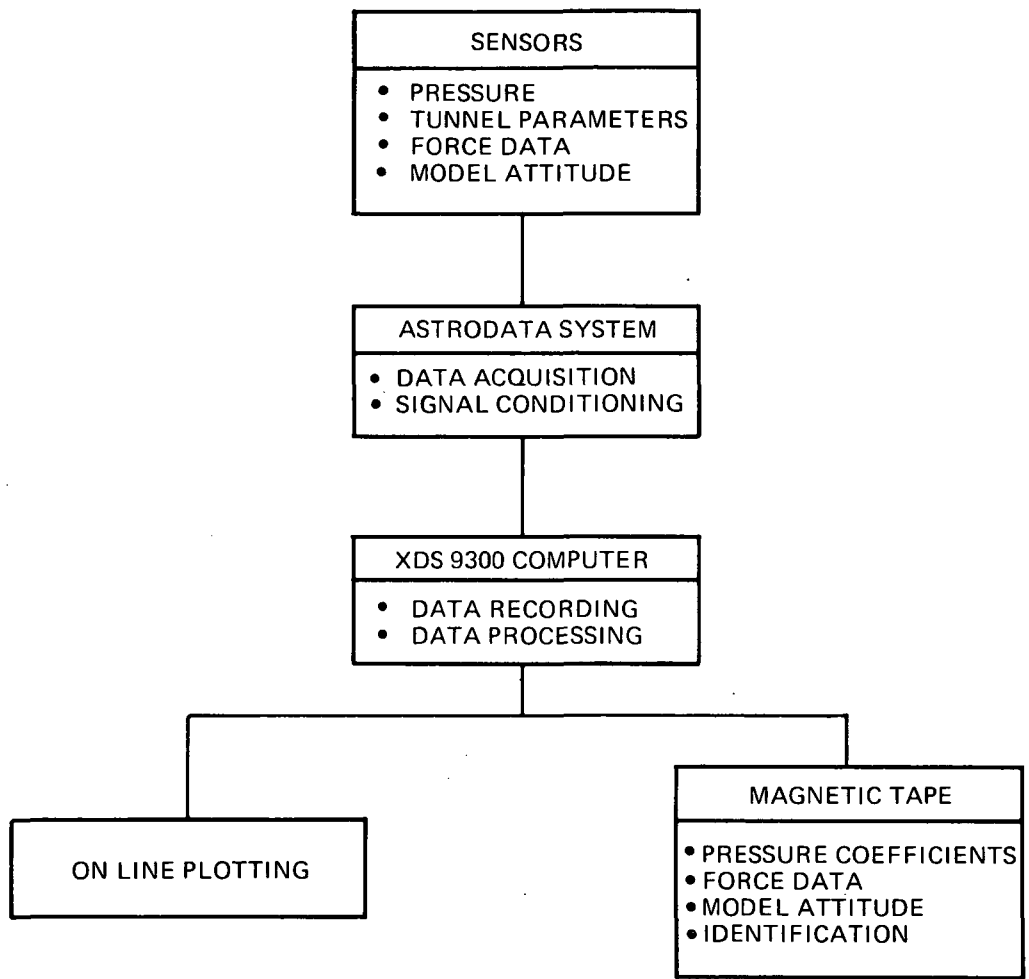 SENSORS
• PRESSURE
• TUNNEL PARAMETERS
• FORCE DATA
• MODEL ATTITUDE
ASTRODATA SYSTEM
• DATA ACQUISITION
• SIGNAL CONDITIONING
XDS 9300 COMPUTER
• DATA RECORDING
• DATA PROCESSING
ON LINE PLOTTING
MAGNETIC TAPE
• PRESSURE COEFFICIENTS
• FORCE DATA
• MODEL ATTITUDE
• IDENTIFICATION